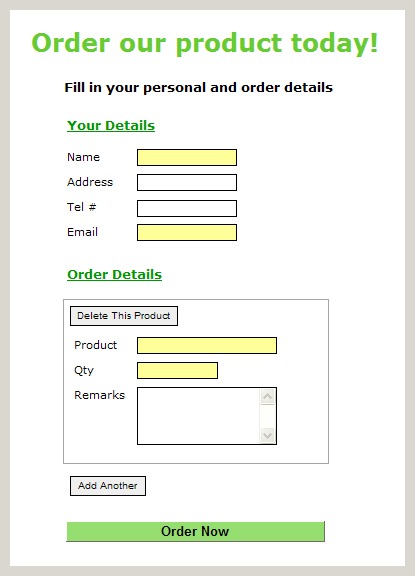 Order our product today!
Fill in your personal and order details
Your Details
Name
Address
Tel #
Email
Order Details
Delete This Product
Product
Qty
Remarks
Add Another
Order Now